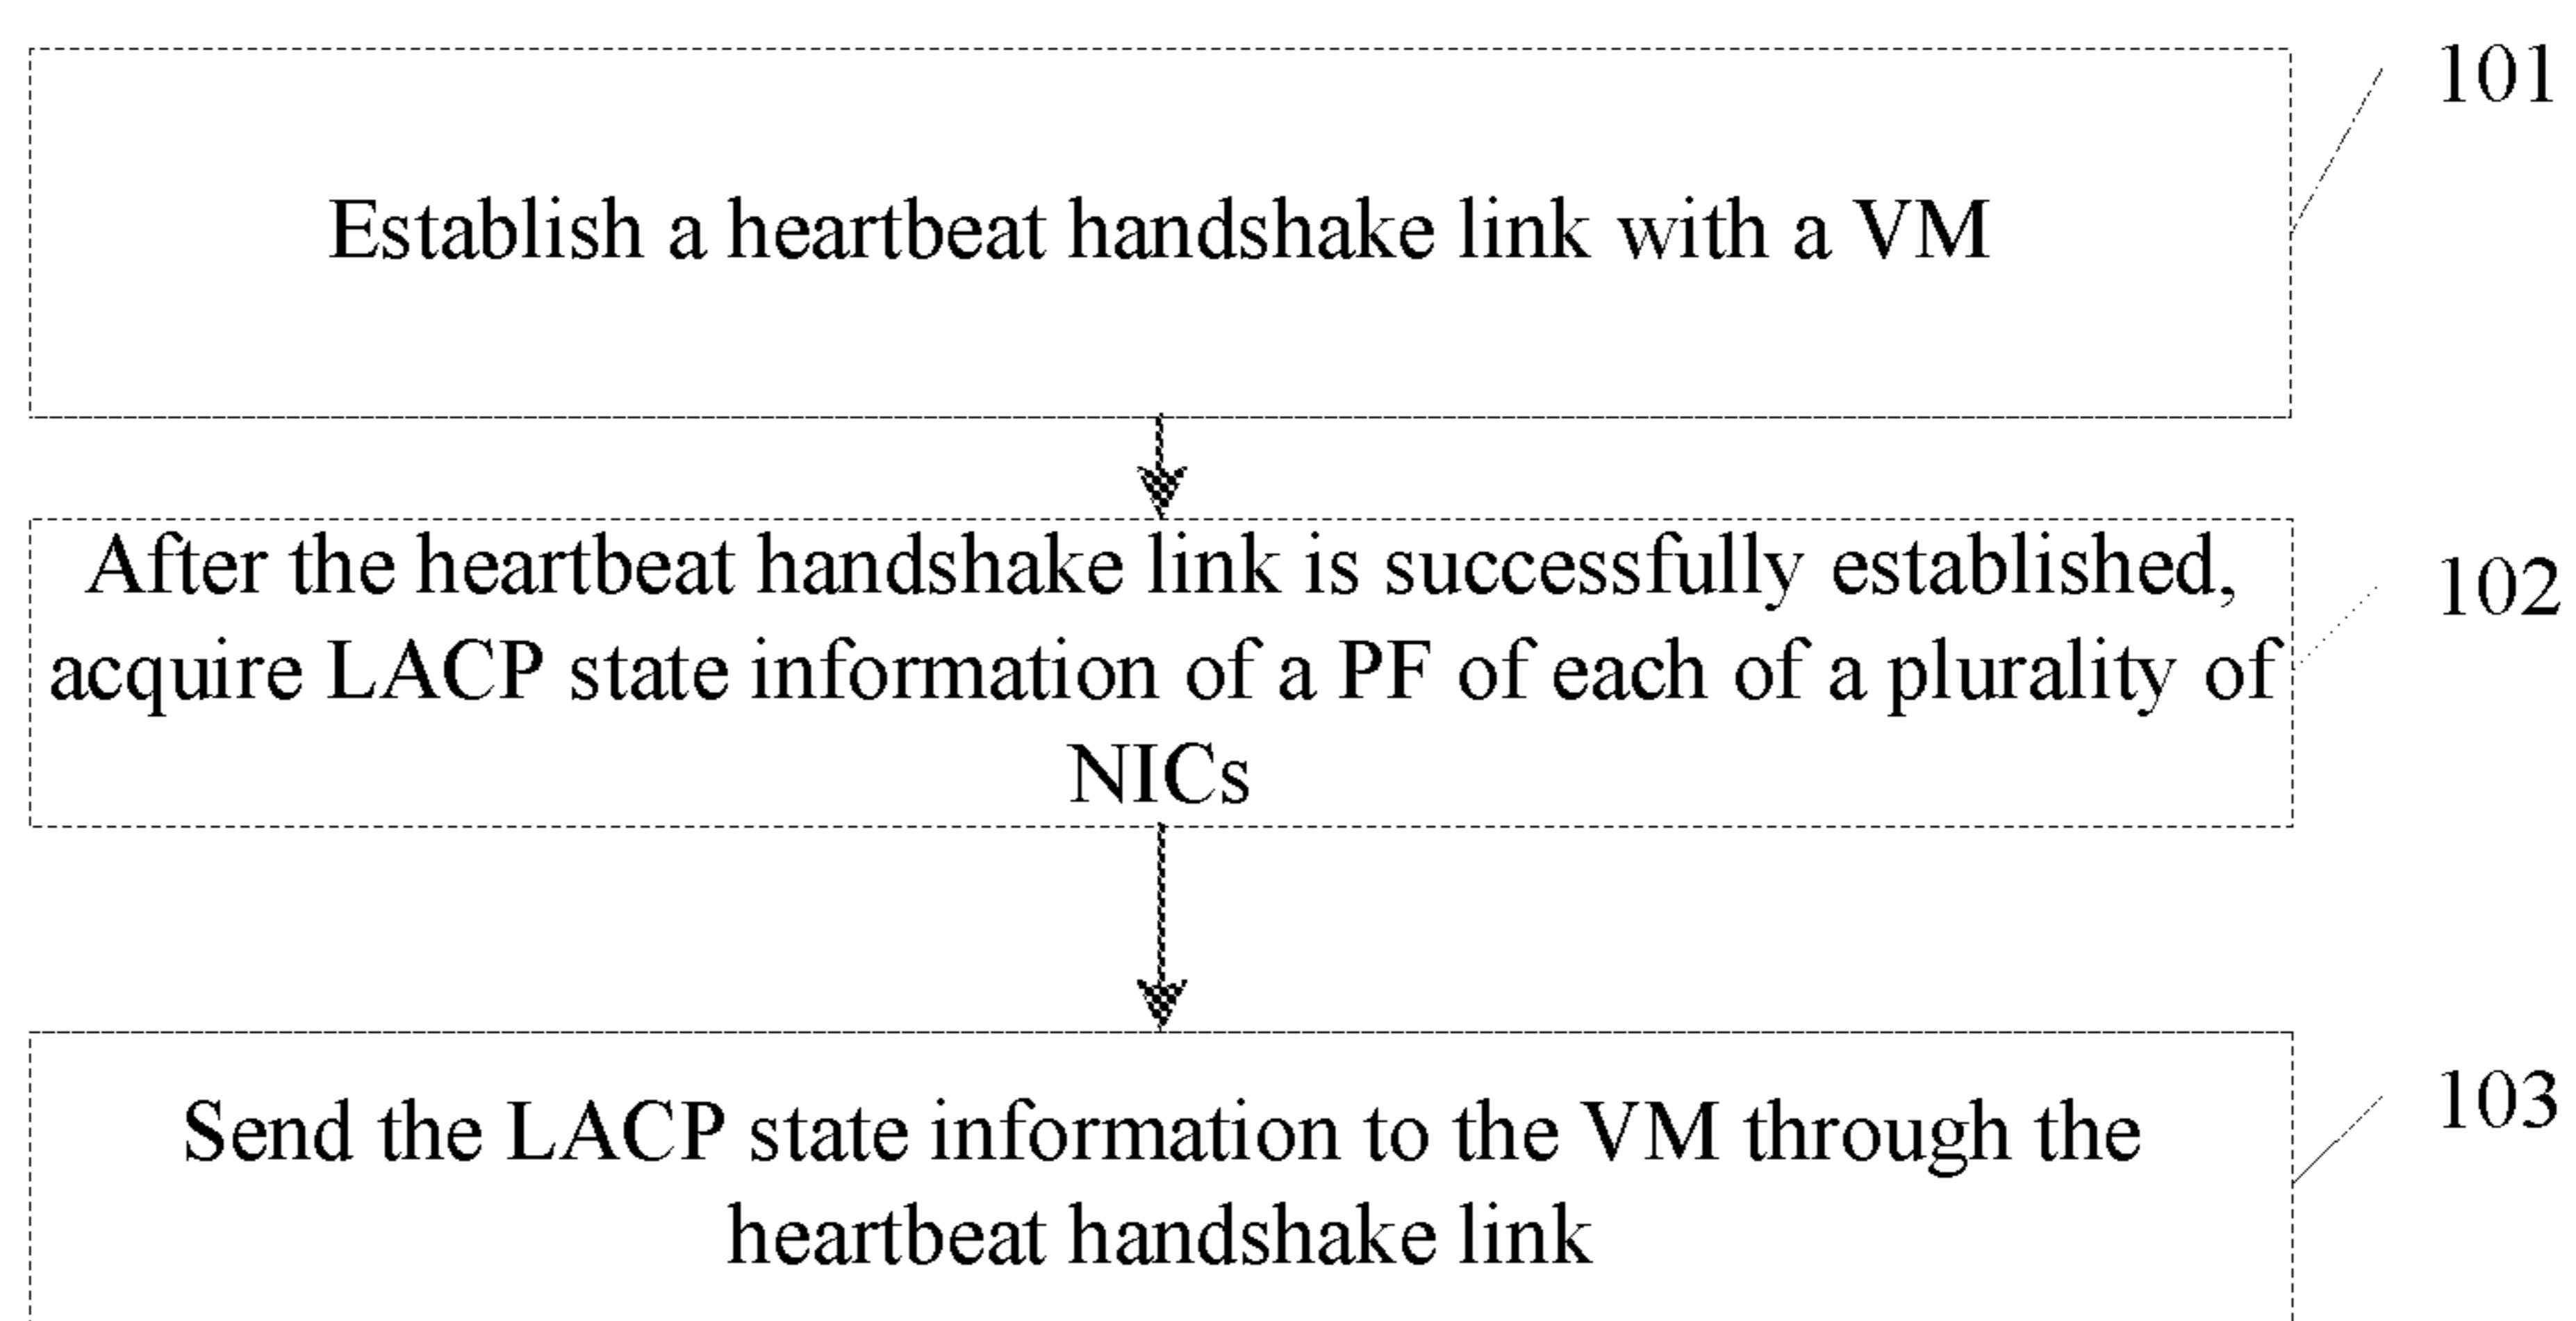 101
Establish a heartbeat handshake link with a VM
After the heartbeat handshake link is successfully established,
102
acquire LACP state information of a PF of each of a plurality of
NICs
103
Send the LACP state information to the VM through the
heartbeat handshake link